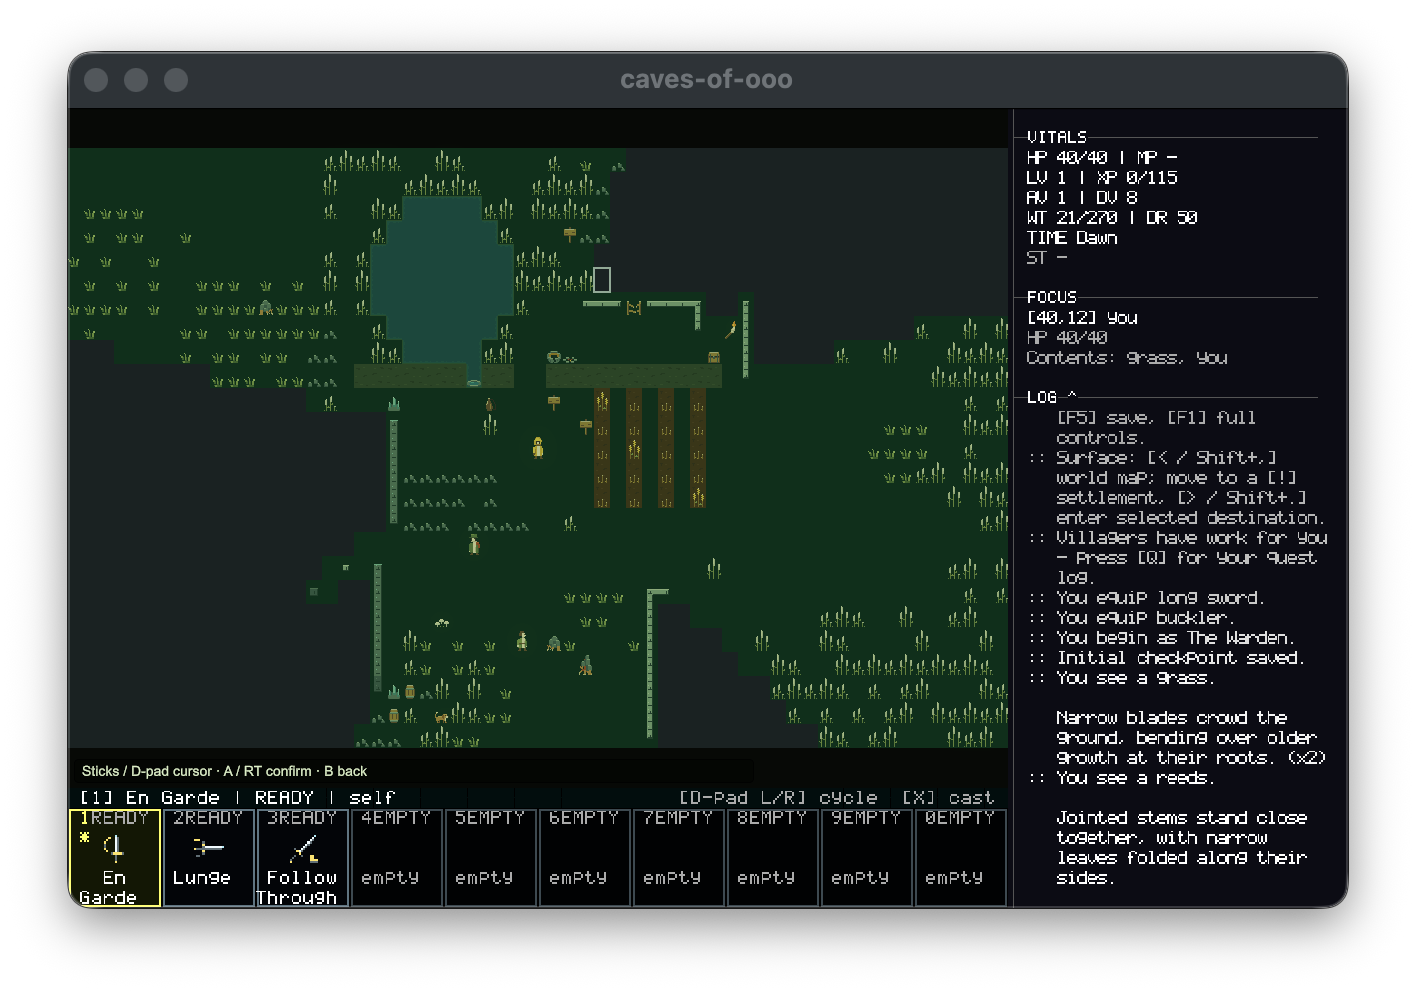 caves-of-ooo
VITALS
HP 40/40 | MP -
LV 1 | XP 0/115
AV 1 | DV 8
WT 21/270 | DR 50
TIME Dawn
ST -
FOCUS
[40,12] You
HP 40/40
Contents: grass, You
LOG ^
[F5] save, [F1] full
controls.
:: Surface: [< / Shift+,]
world map; move to a [!]
settlement, [> / Shift+.]
enter selected destination.
:: Villagers have work for You
- Press [Q] for Your quest
log.
:: You equip long sword.
:: You equip buckler.
:: You begin as The Warden.
:: Initial checkpoint saved.
:: You see a grass.
Narrow blades crowd the
ground, bending over older
growth at their roots. (x2)
:: You see a reeds.
Jointed stems stand close
together, with narrow
leaves folded along their
sides.
Sticks / D-pad cursor · A / RT confirm · B back
[1] En Garde | READY | self
[D-Pad L/R] cycle [X] cast
1READY 2READY 3READY 4EMPTY 5EMPTY 6EMPTY 7EMPTY 8EMPTY 9EMPTY 0EMPTY
*
En Garde
Lunge
Follow Through
empty empty empty empty empty empty empty